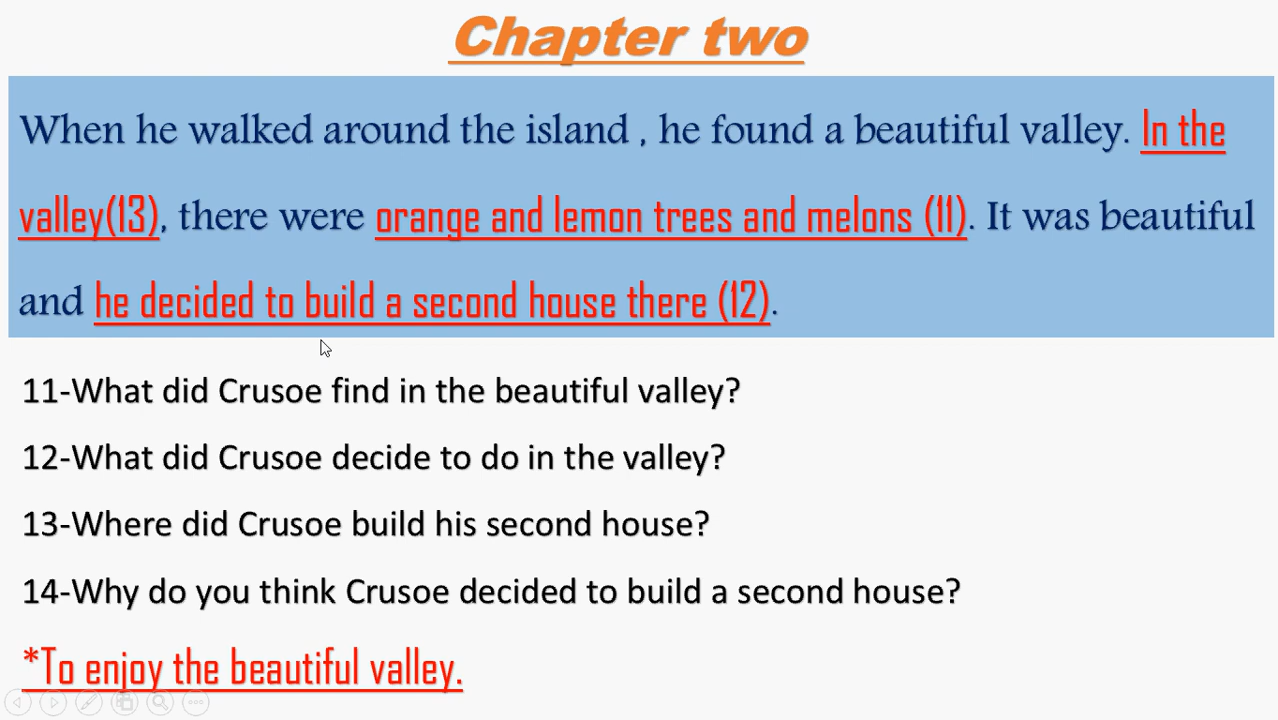 Chapter two
When he walked around the island , he found a beautiful valley. In the
valley(13), there were orange and lemon trees and melons (11). It was beautiful
and he decided to build a second house there (12).
11-What did Crusoe find in the beautiful valley?
12-What did Crusoe decide to do in the valley?
13-Where did Crusoe build his second house?
14-Why do you think Crusoe decided to build a second house?
*To enjoy the beautiful valley.